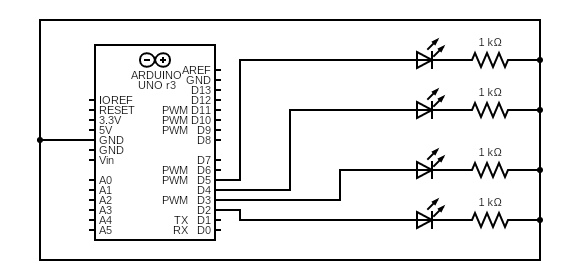 1 kΩ
ARDUINO
UNO r3
AREF
GND
D13
IOREF D12
RESET PWM D11
3.3V PWM D10
5V PWM D9
GND D8
GND
Vin D7
PWM D6
A0 PWM D5
A1 D4
A2 PWM D3
A3 D2
A4 TX D1
A5 RX D0
1 kΩ
1 kΩ
1 kΩ